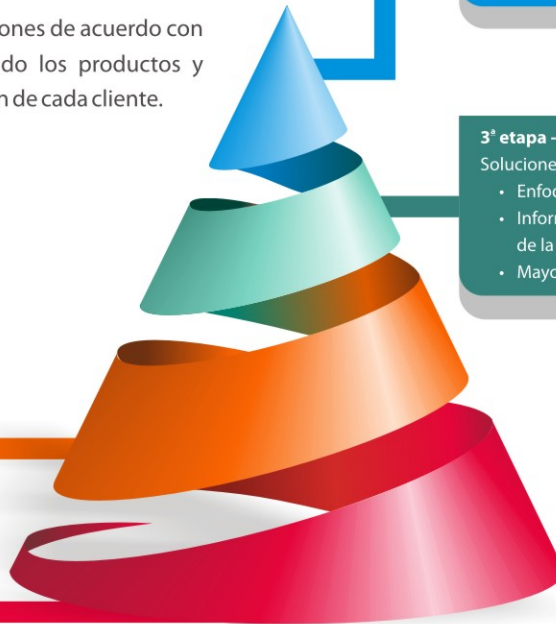 ones de acuerdo con
do los productos y
de cada cliente.
3ª etapa -
Solucione
• Enfoc
• Infor
de la
• Mayo